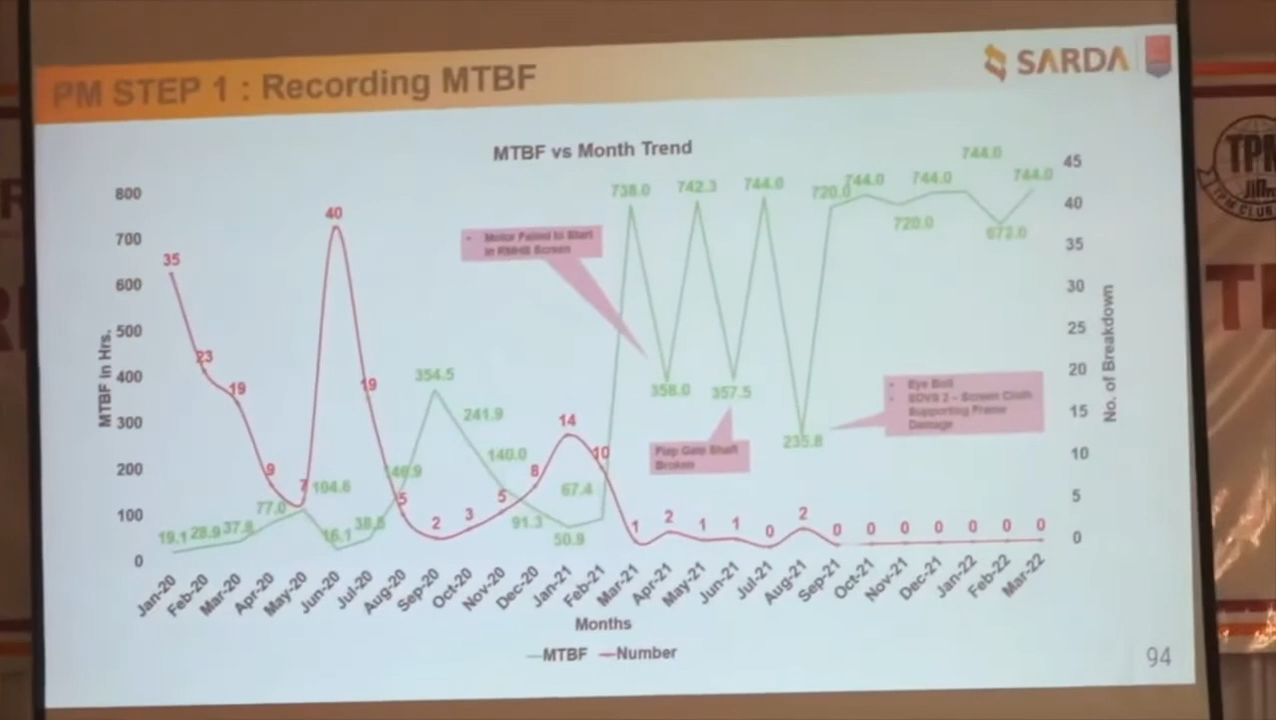 PM STEP 1 : Recording MTBF
SARDA
MTBF vs Month Trend
MTBF in Hrs.
800
700
600
500
400
300
200
100
0
No. of Breakdown
45
40
35
30
25
20
15
10
5
0
35
23
19
9
7
40
19
5
2
3
5
8
14
10
1
2
1
1
0
2
0
0
0
0
0
0
0
19.1
28.9
37.8
77.0
104.6
16.1
354.5
241.9
140.0
91.3
50.9
67.4
738.0
358.0
742.3
357.5
744.0
235.8
720.0
744.0
720.0
744.0
744.0
672.0
744.0
Motor Failed to Start
in RMHS Screen
Flap Gate Shaft
Broken
Eye Bolt
Screen Cloth
Supporting Frame
Damage
Jan-20
Feb-20
Mar-20
Apr-20
May-20
Jun-20
Jul-20
Aug-20
Sep-20
Oct-20
Nov-20
Dec-20
Jan-21
Feb-21
Mar-21
Apr-21
May-21
Jun-21
Jul-21
Aug-21
Sep-21
Oct-21
Nov-21
Dec-21
Jan-22
Feb-22
Mar-22
Months
MTBF
Number
94
TPM CLUB